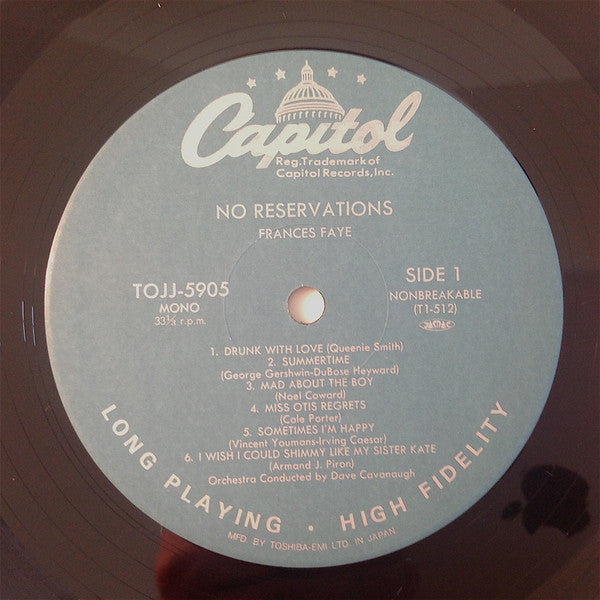 Capitol
Reg.Trademark of
Capitol Records,Inc.
NO RESERVATIONS
FRANCES FAYE
TOJJ-5905
MONO
33⅓ r.p.m.
SIDE 1
NONBREAKABLE
(T1-512)
JASRAC
1. DRUNK WITH LOVE (Queenie Smith)
2. SUMMERTIME
(George Gershwin-DuBose Heyward)
3. MAD ABOUT THE BOY
(Noel Coward)
4. MISS OTIS REGRETS
(Cole Porter)
5. SOMETIMES I'M HAPPY
(Vincent Youmans-Irving Caesar)
6. I WISH I COULD SHIMMY LIKE MY SISTER KATE
(Armand J. Piron)
Orchestra Conducted by Dave Cavanaugh
LONG PLAYING • HIGH FIDELITY
MFD. BY TOSHIBA-EMI LTD. IN JAPAN